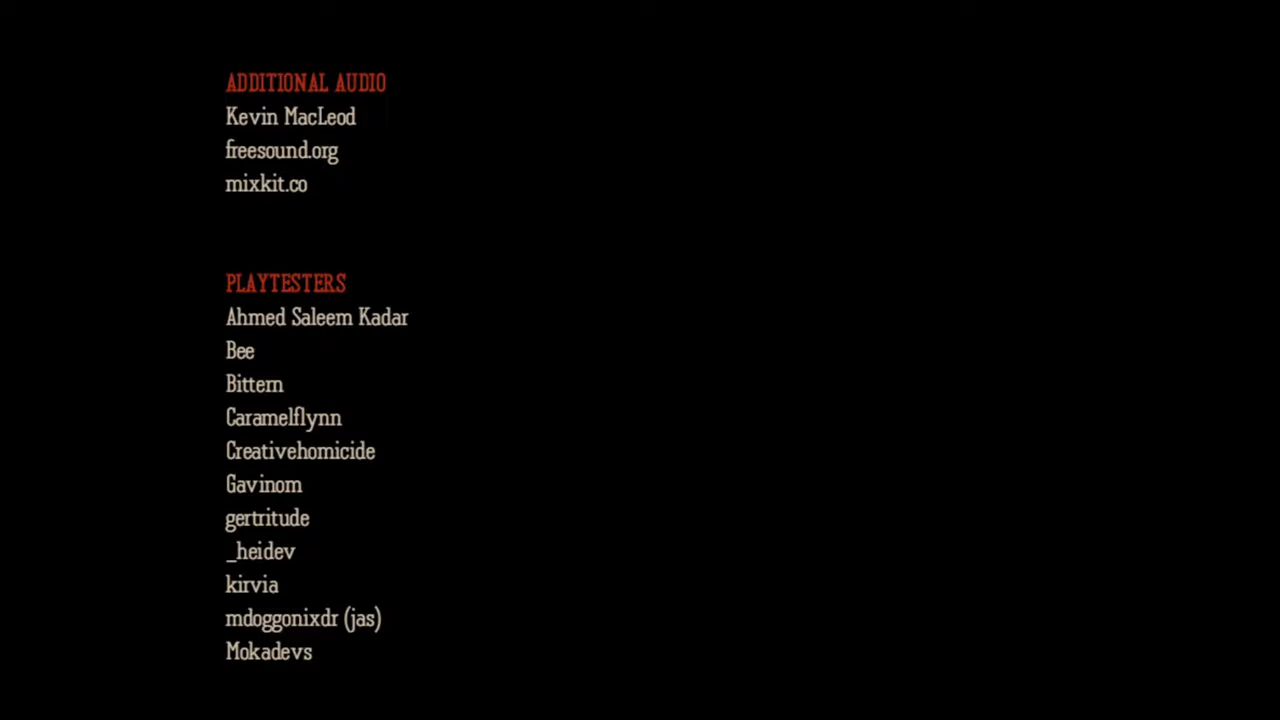 ADDITIONAL AUDIO
Kevin MacLeod
freesound.org
mixkit.co
PLAYTESTERS
Ahmed Saleem Kadar
Bee
Bittern
Caramelflynn
Creativehomicide
Gavinom
gertritude
_heidev
kirvia
mdoggonixdr (jas)
Mokadevs